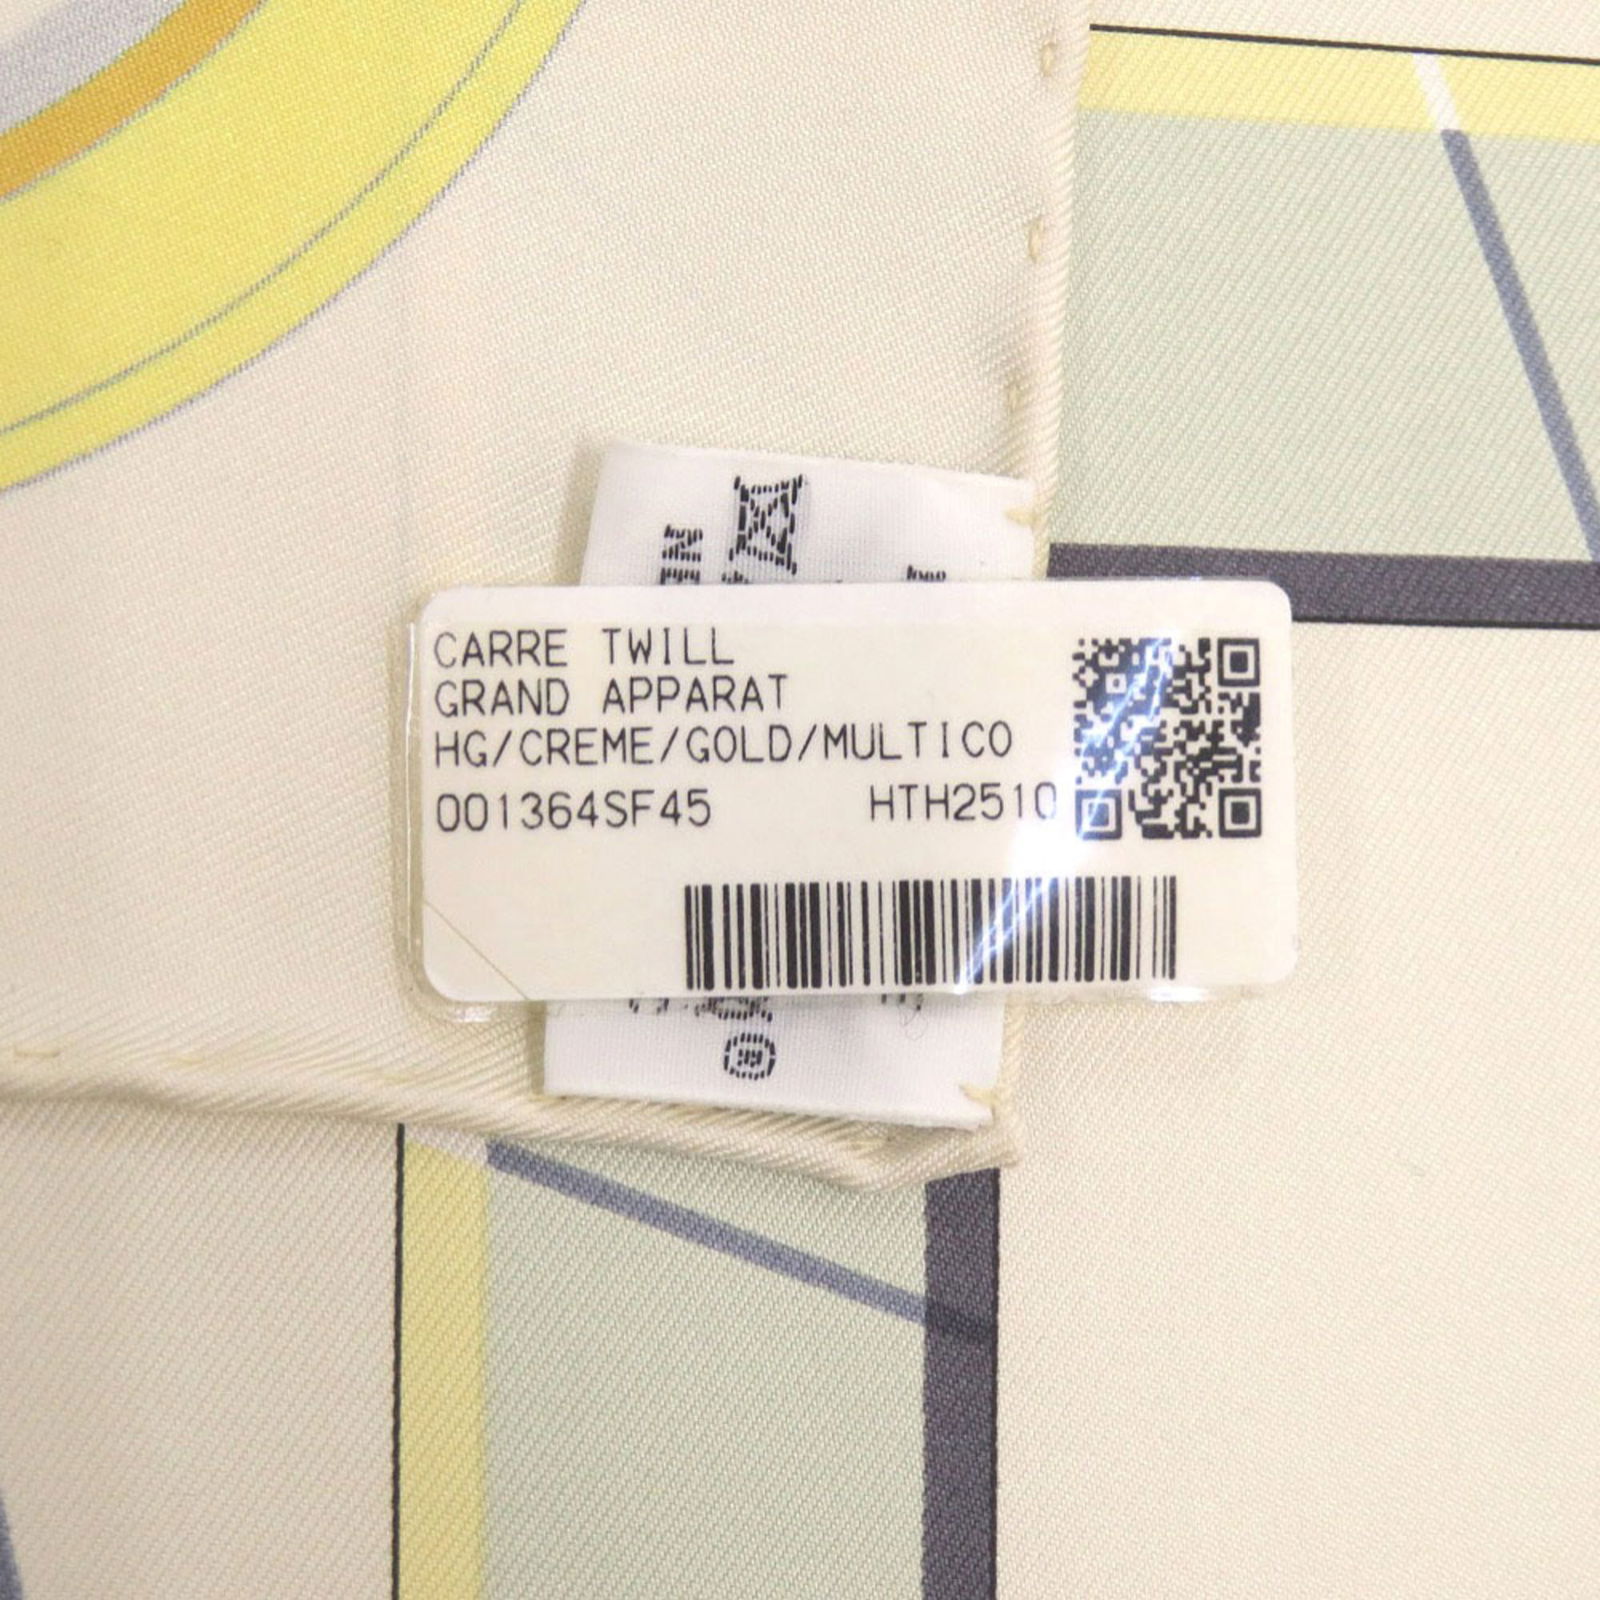 CARRE TWILL
GRAND APPARAT
HG/CREME/GOLD/MULTICO
001364SF45 HTH2510